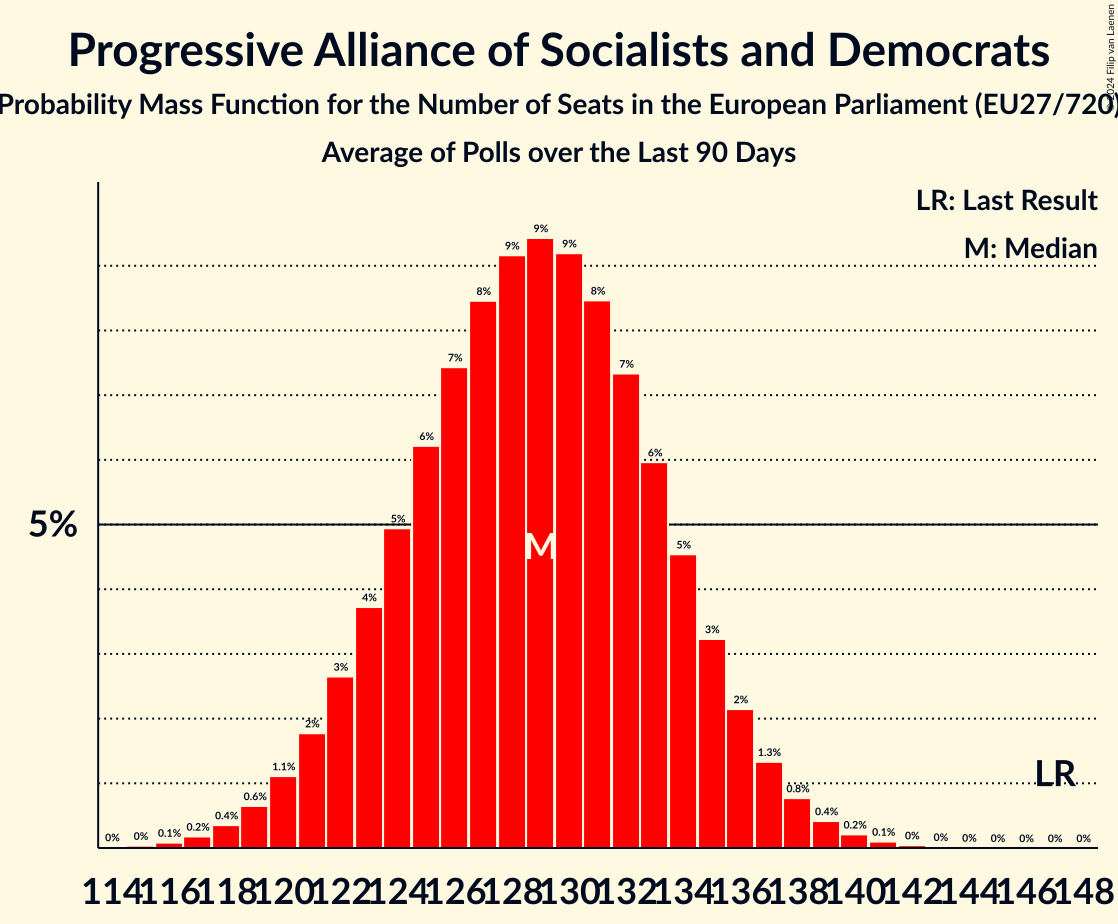 Progressive Alliance of Socialists and Democrats
Probability Mass Function for the Number of Seats in the European Parliament (EU27/720)
Average of Polls over the Last 90 Days
© 2024 Filip van Laenen
LR: Last Result
M: Median
5%
0% 0% 0.1% 0.2% 0.4% 0.6% 1.1% 2% 3% 4% 5% 6% 7% 8% 9% 9% 9% 8% 7% 6% 5% 3% 2% 1.3% 0.8% 0.4% 0.2% 0.1% 0% 0% 0% 0% 0% 0% 0%
M
LR
114 116 118 120 122 124 126 128 130 132 134 136 138 140 142 144 146 148